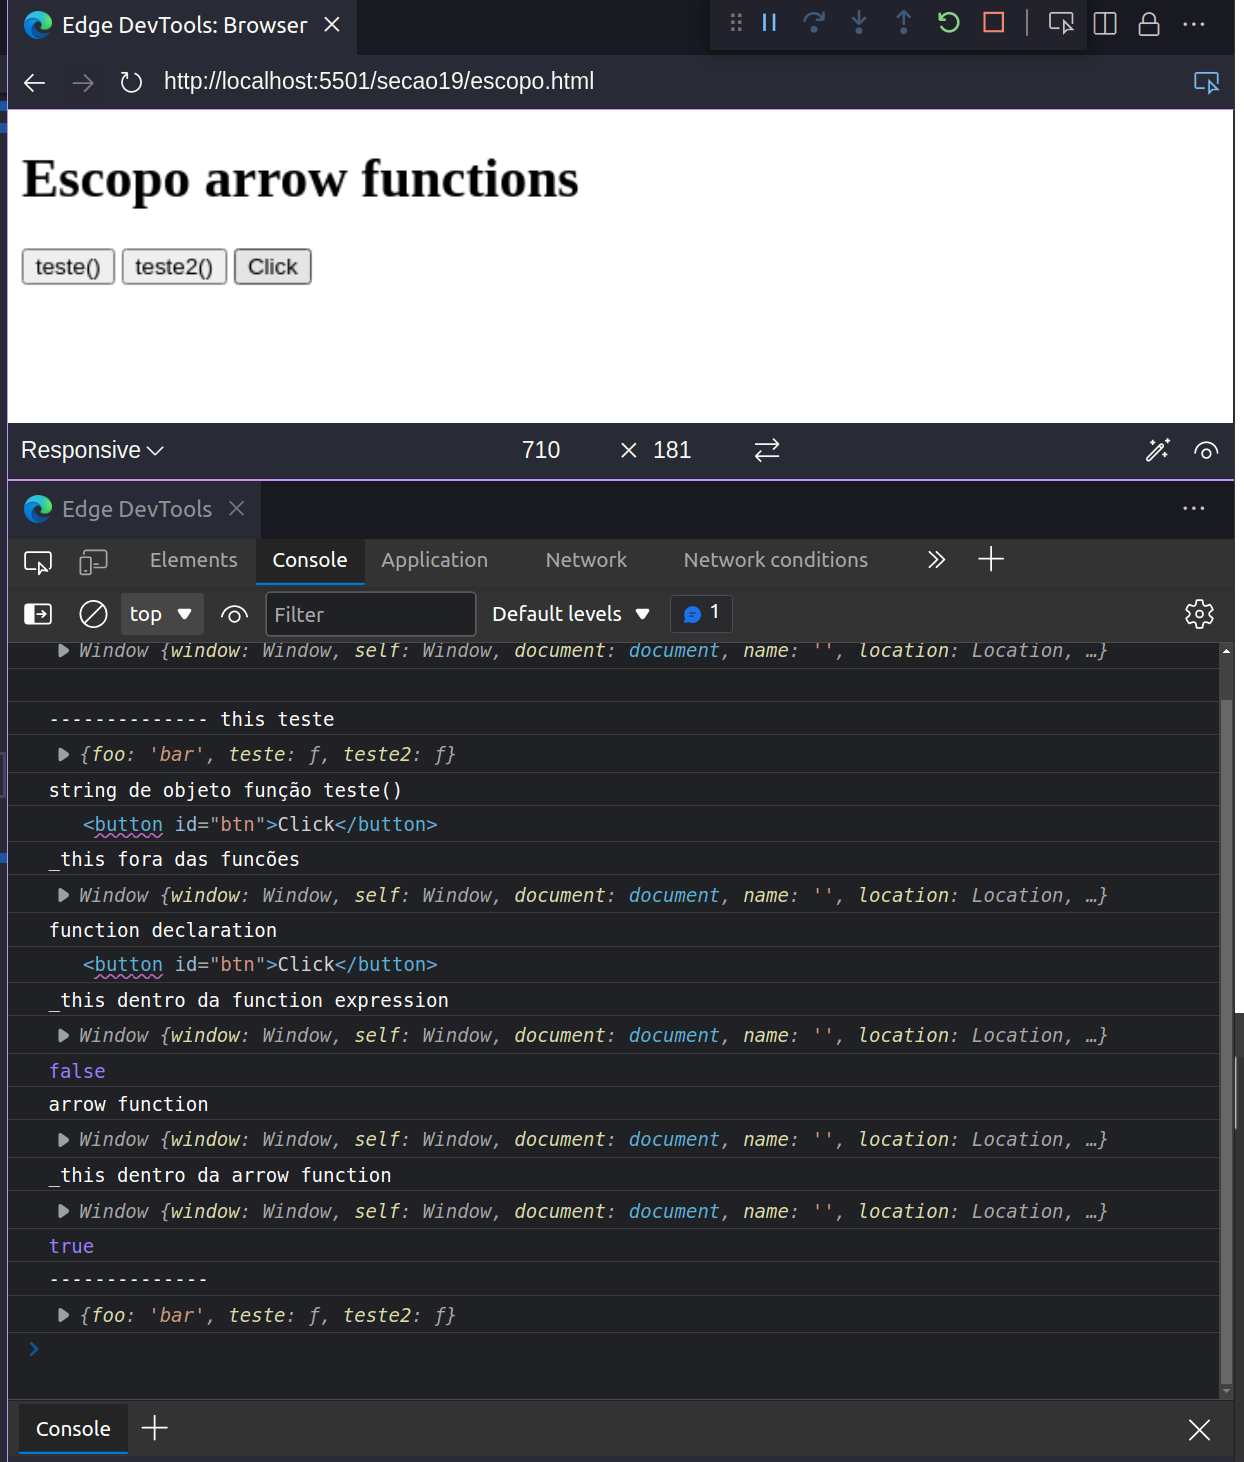 Edge DevTools: Browser
http://localhost:5501/secao19/escopo.html
Escopo arrow functions
teste() teste2() Click
Responsive 710 × 181
Edge DevTools
Elements Console Application Network Network conditions
top Filter Default levels 1
Window {window: Window, self: Window, document: document, name: '', location: Location, …}
-------------- this teste
{foo: 'bar', teste: ƒ, teste2: ƒ}
string de objeto função teste()
<button id="btn">Click</button>
_this fora das funcões
Window {window: Window, self: Window, document: document, name: '', location: Location, …}
function declaration
<button id="btn">Click</button>
_this dentro da function expression
Window {window: Window, self: Window, document: document, name: '', location: Location, …}
false
arrow function
Window {window: Window, self: Window, document: document, name: '', location: Location, …}
_this dentro da arrow function
Window {window: Window, self: Window, document: document, name: '', location: Location, …}
true
--------------
{foo: 'bar', teste: ƒ, teste2: ƒ}
Console